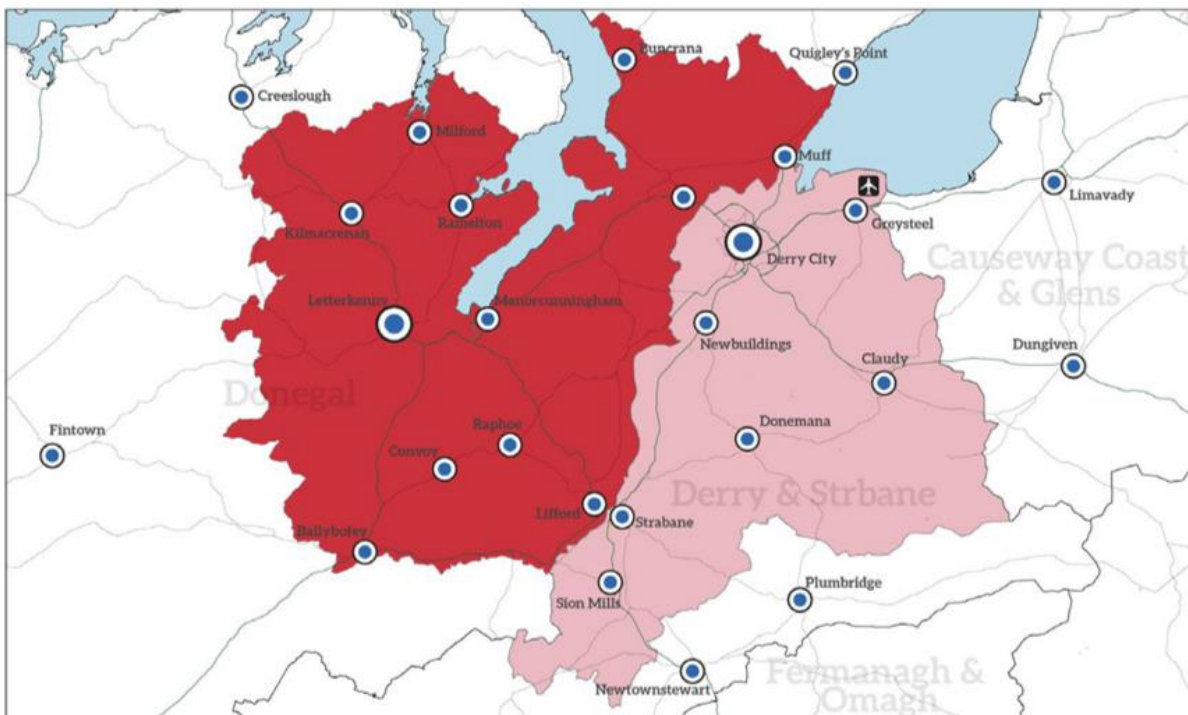 Buncrana
Quigley's Point
Creeslough
Milford
Muff
Limavady
Ramelton
Greysteel
Kilmacrenan
Derry City
Causeway Coast
& Glens
Letterkenny
Manorcunningham
Newbuildings
Dungiven
Claudy
Donegal
Fintown
Raphoe
Donemana
Convoy
Derry & Strbane
Lifford
Strabane
Ballybofey
Plumbridge
Sion Mills
Fermanagh &
Omagh
Newtownstewart